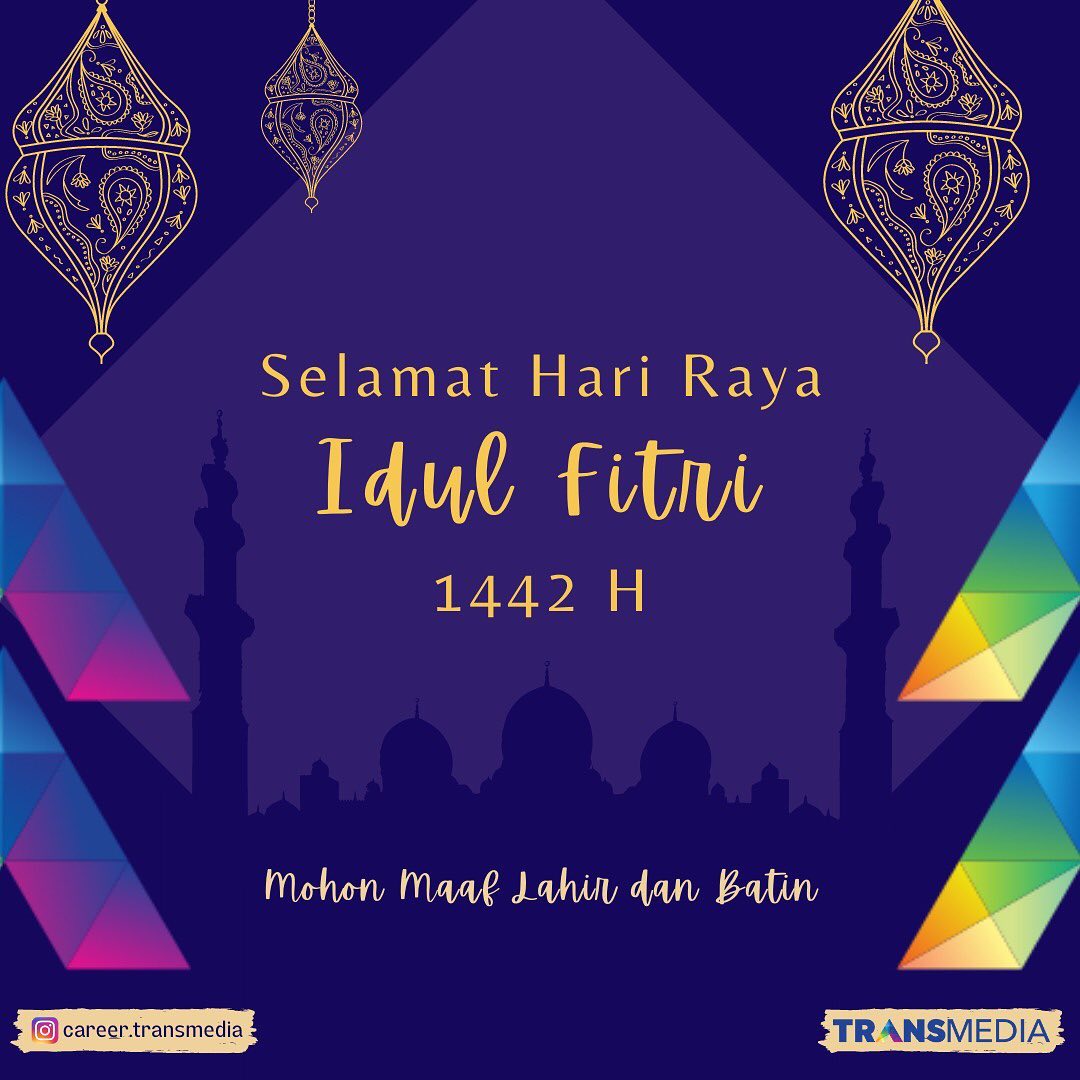 Selamat Hari Raya
Idul Fitri
1442 H
Mohon Maaf Lahir dan Batin
career.transmedia
TRANSMEDIA